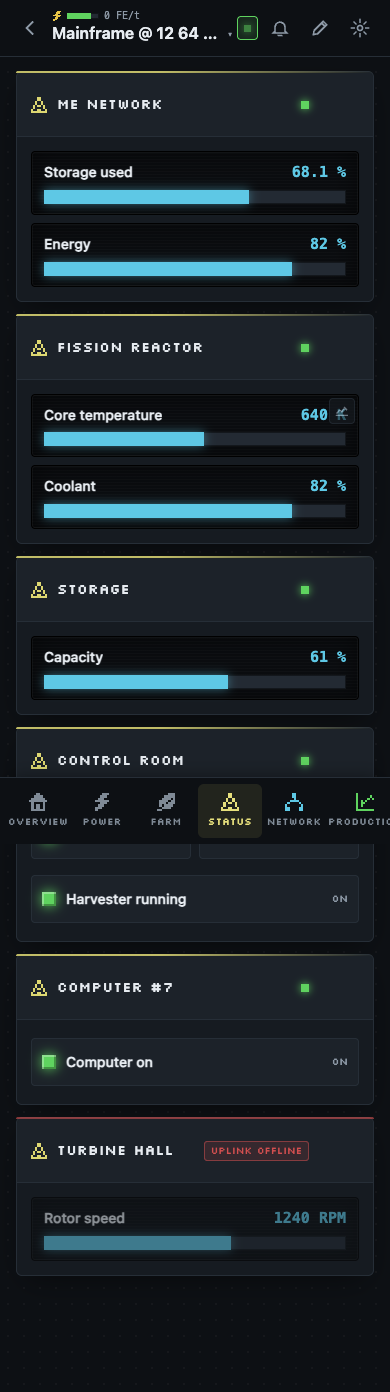 0 FE/t
Mainframe @ 12 64 ...
ME NETWORK
Storage used 68.1 %
Energy 82 %
FISSION REACTOR
Core temperature 640
Coolant 82 %
STORAGE
Capacity 61 %
CONTROL ROOM
OVERVIEW POWER FARM STATUS NETWORK PRODUCTIO
Harvester running ON
COMPUTER #7
Computer on ON
TURBINE HALL UPLINK OFFLINE
Rotor speed 1240 RPM